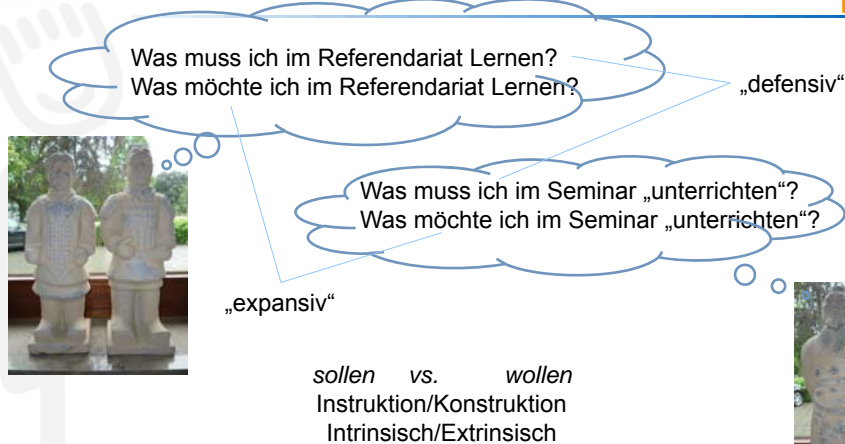 Was muss ich im Referendariat Lernen?
Was möchte ich im Referendariat Lernen?
„defensiv“
Was muss ich im Seminar „unterrichten“?
Was möchte ich im Seminar „unterrichten“?
„expansiv“
sollen vs. wollen
Instruktion/Konstruktion
Intrinsisch/Extrinsisch